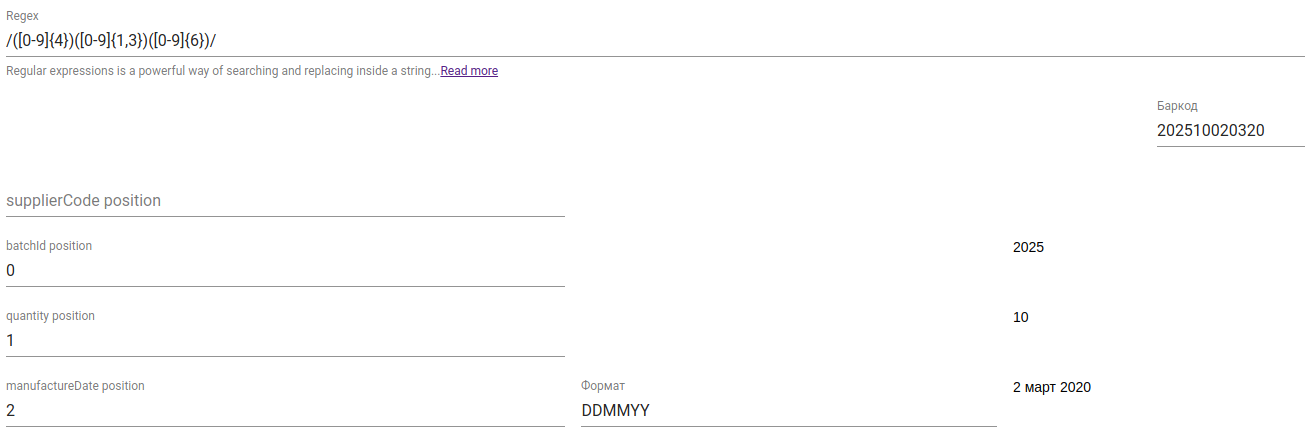 Regex
/([0-9]{4})([0-9]{1,3})([0-9]{6})/
Regular expressions is a powerful way of searching and replacing inside a string...Read more
Баркод
202510020320
supplierCode position
batchId position
0
2025
quantity position
1
10
manufactureDate position
2
Формат
DDMMYY
2 март 2020